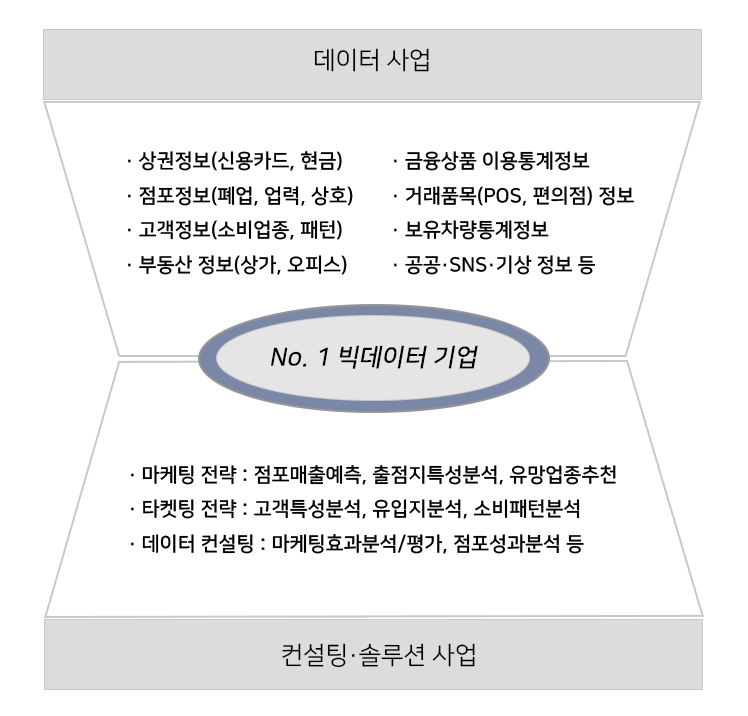 데이터 사업
· 상권정보(신용카드, 현금)
· 점포정보(폐업, 업력, 상호)
· 고객정보(소비업종, 패턴)
· 부동산 정보(상가, 오피스)
· 금융상품 이용통계정보
· 거래품목(POS, 편의점) 정보
· 보유차량통계정보
· 공공·SNS·기상 정보 등
No. 1 빅데이터 기업
· 마케팅 전략 : 점포매출예측, 출점지특성분석, 유망업종추천
· 타켓팅 전략 : 고객특성분석, 유입지분석, 소비패턴분석
· 데이터 컨설팅 : 마케팅효과분석/평가, 점포성과분석 등
컨설팅·솔루션 사업